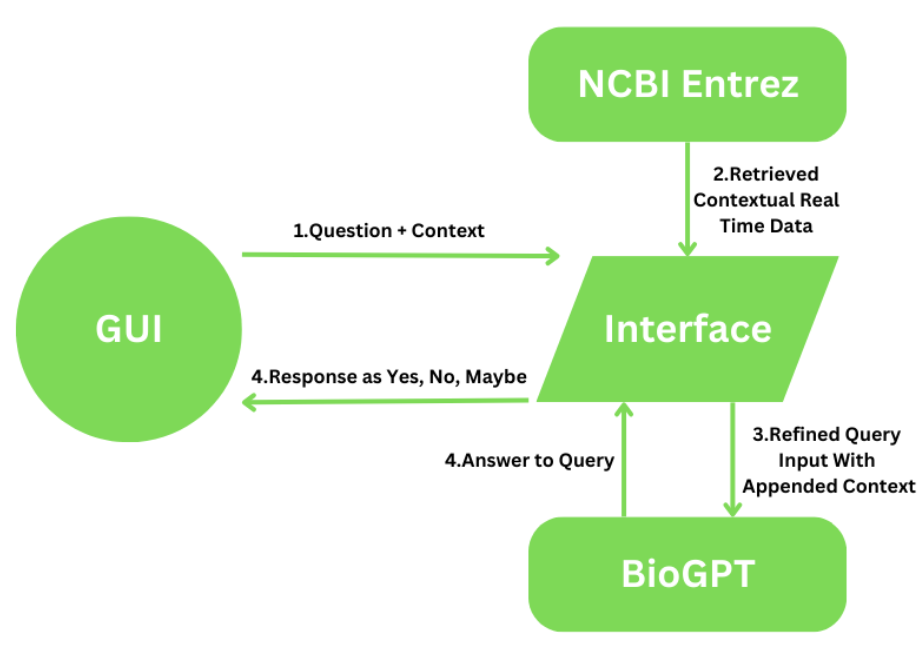 NCBI Entrez
2.Retrieved
Contextual Real
Time Data
1.Question + Context
GUI
Interface
4.Response as Yes, No, Maybe
3.Refined Query
Input With
Appended Context
4.Answer to Query
BioGPT